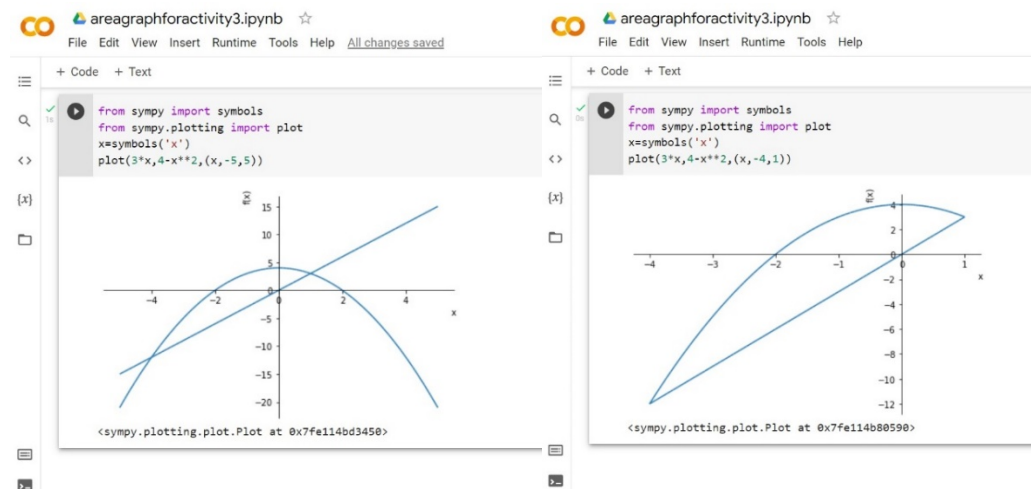 areagraphforactivity3.ipynb
File Edit View Insert Runtime Tools Help All changes saved
+ Code + Text
1s
from sympy import symbols
from sympy.plotting import plot
x=symbols('x')
plot(3*x,4-x**2,(x,-5,5))
{x}
f(x)
15
10
5
-4 -2 0 2 4
x
-5
-10
-15
-20
<sympy.plotting.plot.Plot at 0x7fe114bd3450>
areagraphforactivity3.ipynb
File Edit View Insert Runtime Tools Help
+ Code + Text
0s
from sympy import symbols
from sympy.plotting import plot
x=symbols('x')
plot(3*x,4-x**2,(x,-4,1))
{x}
f(x)
4
2
-4 -3 -2 -1 0 1
x
-2
-4
-6
-8
-10
-12
<sympy.plotting.plot.Plot at 0x7fe114b80590>